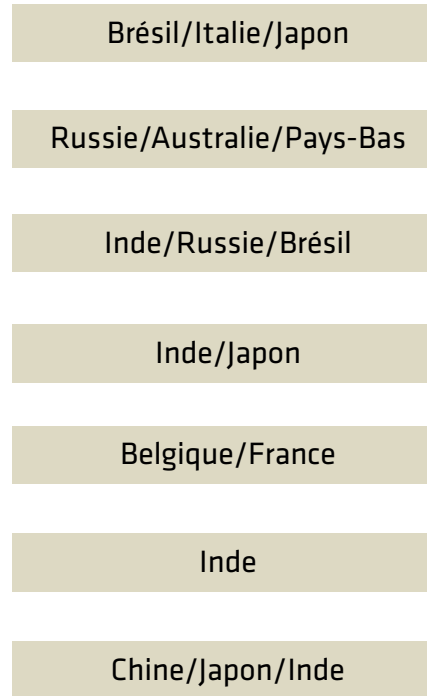 Brésil/Italie/Japon
Russie/Australie/Pays-Bas
Inde/Russie/Brésil
Inde/Japon
Belgique/France
Inde
Chine/Japon/Inde